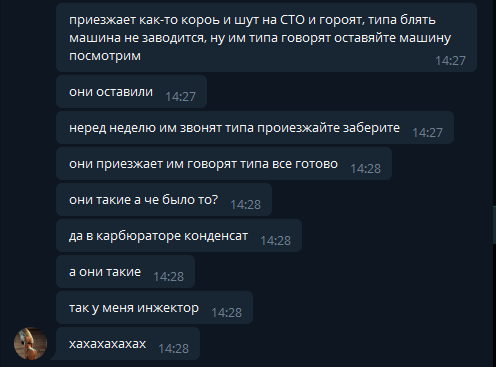 приезжает как-то короь и шут на СТО и гороят, типа блять
машина не заводится, ну им типа говорят оставяйте машину
посмотрим
14:27
они оставили 14:27
неред неделю им звонят типа проиезжайте заберите 14:27
они приезжает им говорят типа все готово 14:28
они такие а че было то? 14:28
да в карбюраторе конденсат 14:28
а они такие 14:28
так у меня инжектор 14:28
хахахахахах 14:28